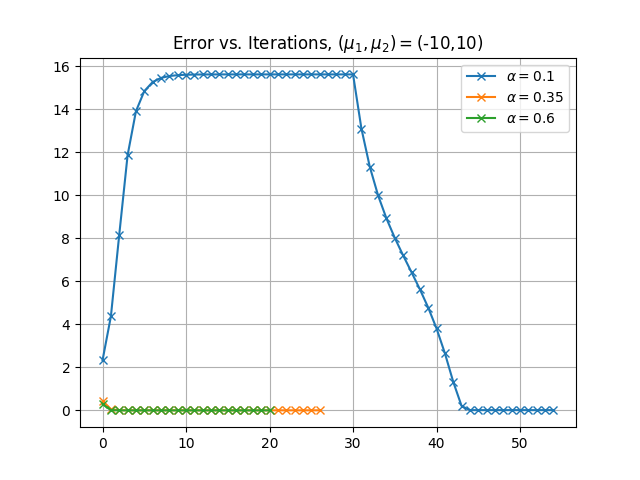 Error vs. Iterations, (μ₁, μ₂) = (-10,10)
α = 0.1
α = 0.35
α = 0.6
16
14
12
10
8
6
4
2
0
0 10 20 30 40 50